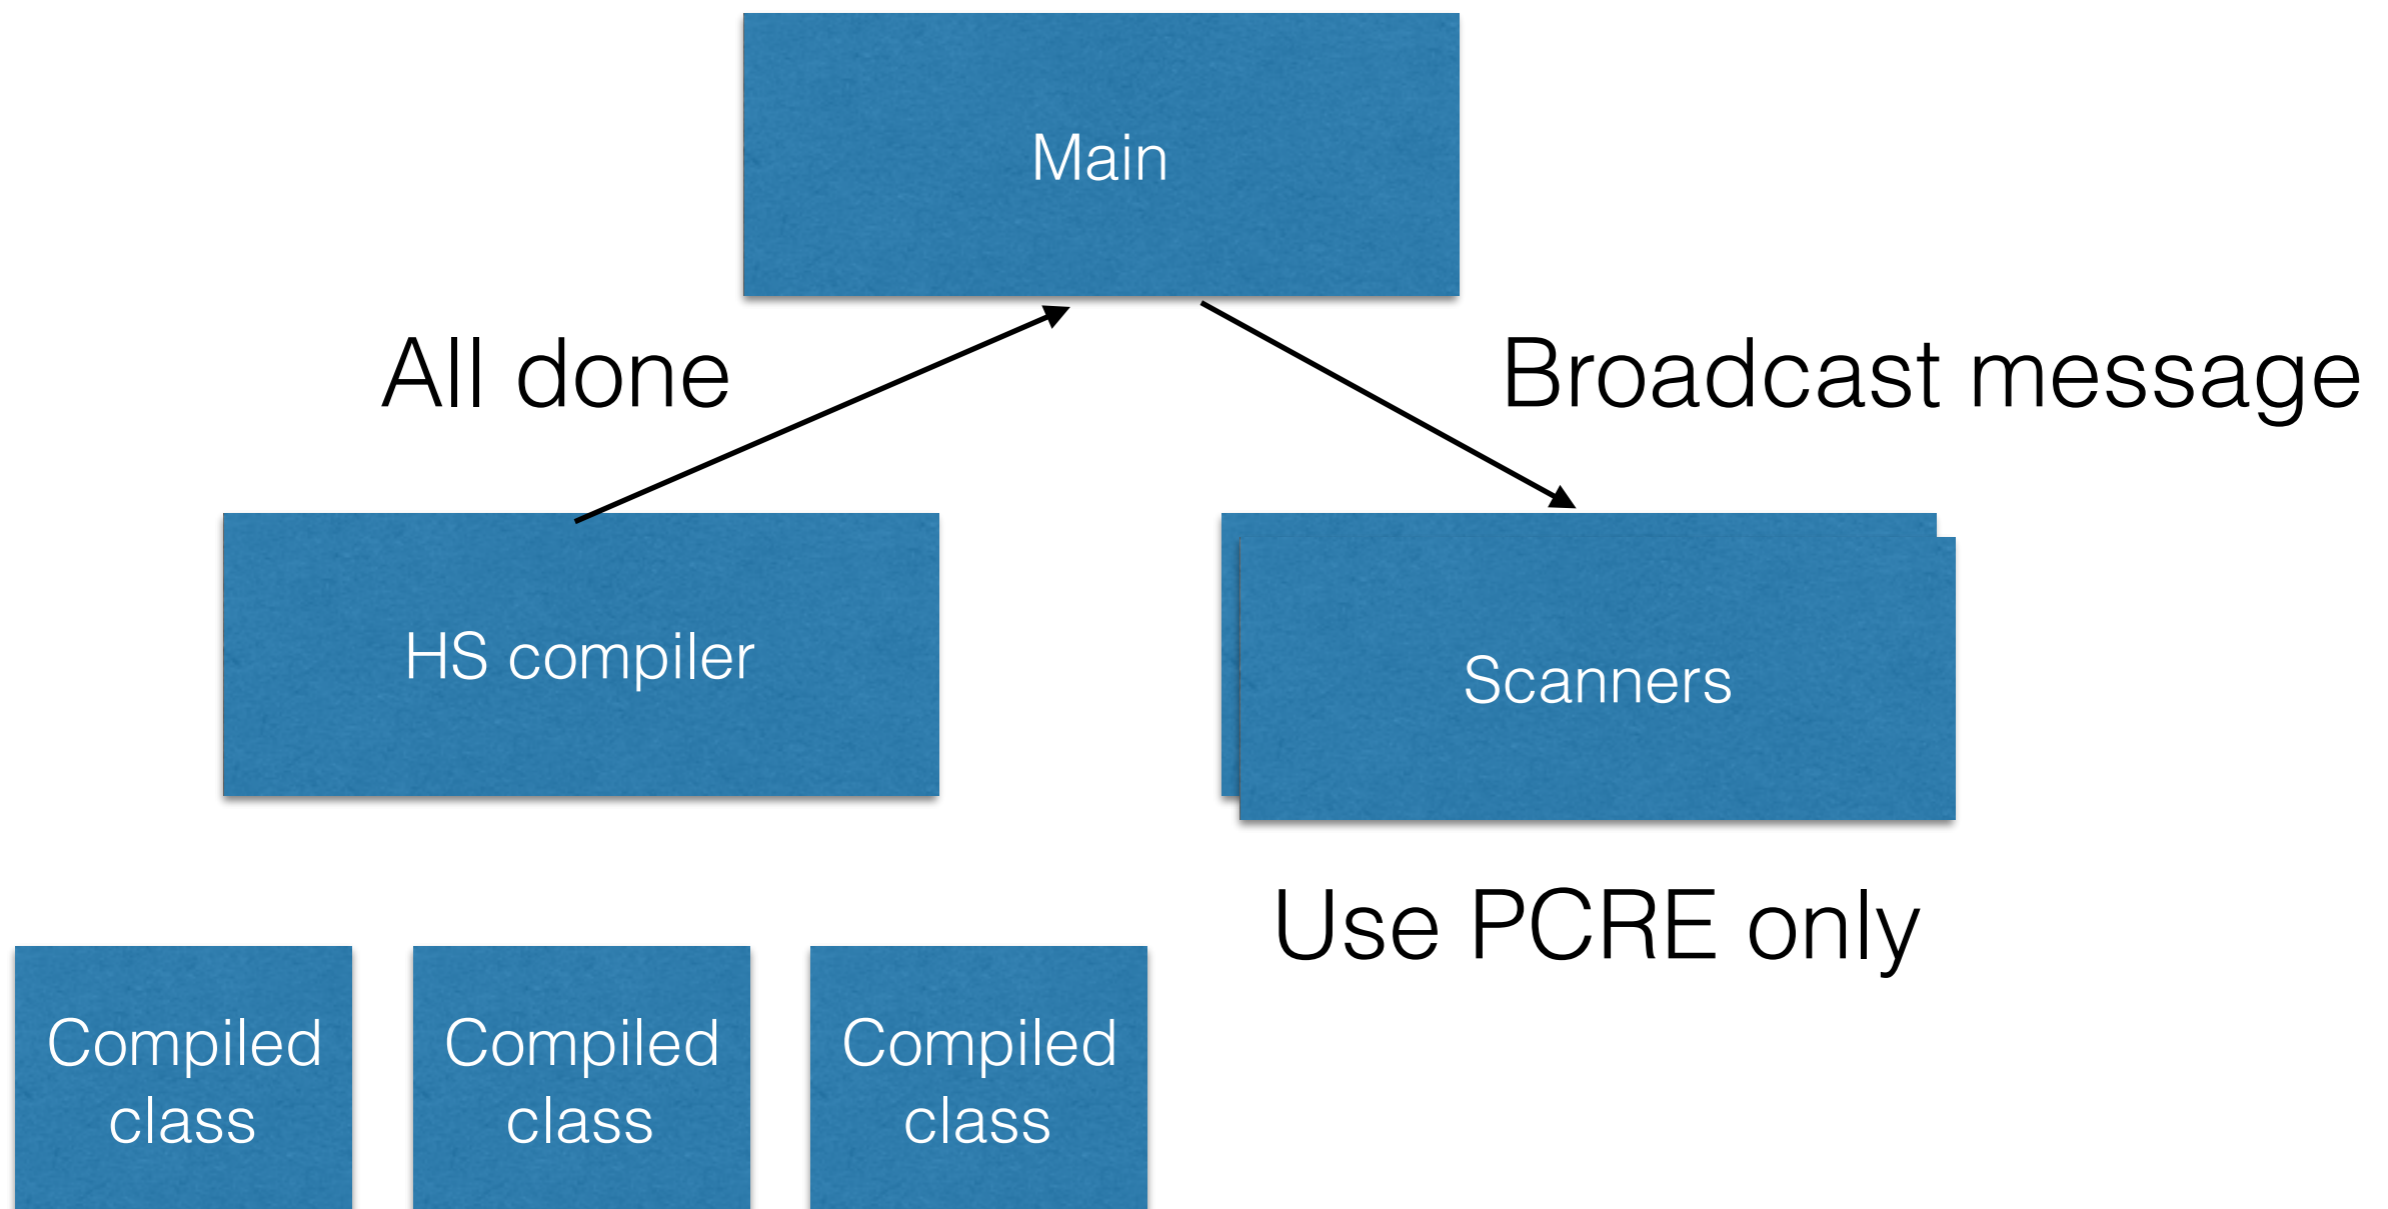 Main
All done
Broadcast message
HS compiler
Scanners
Use PCRE only
Compiled
class
Compiled
class
Compiled
class